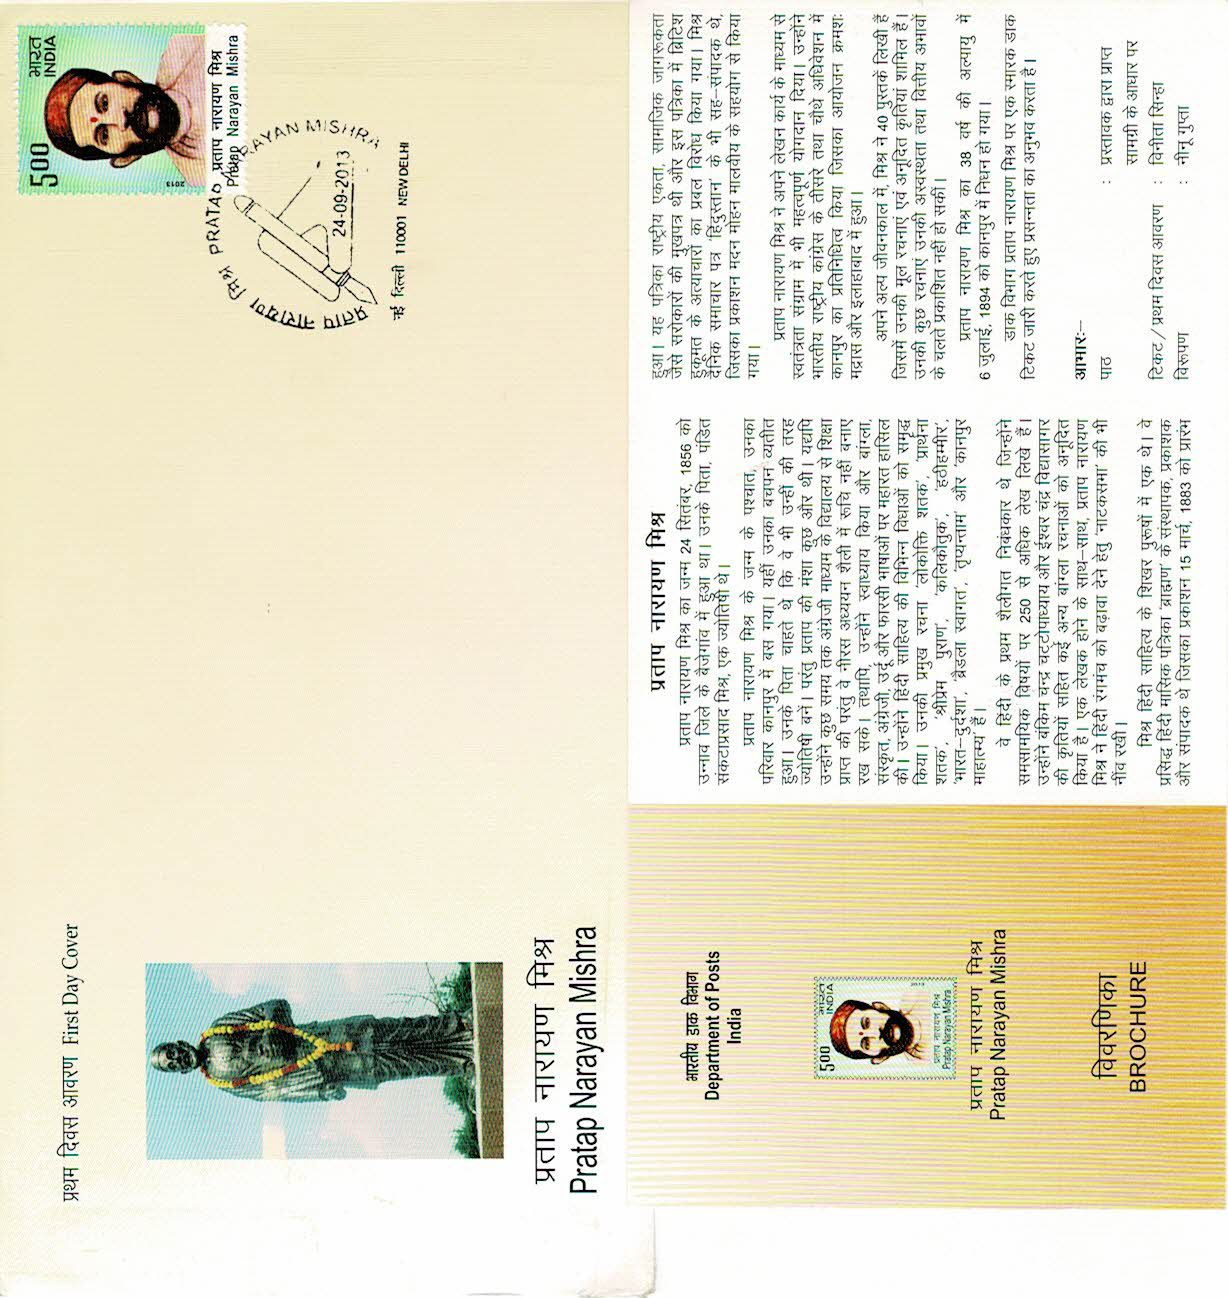 प्रथम दिवस आवरण First Day Cover
500
भारत
INDIA
2013
प्रताप नारायण मिश्र
Pratap Narayan Mishra
प्रताप नारायण मिश्र PRATAP NARAYAN MISHRA
24-09-2013
नई दिल्ली 110001 NEW DELHI
प्रताप नारायण मिश्र
Pratap Narayan Mishra
भारतीय डाक विभाग
Department of Posts
India
500
भारत
INDIA
प्रताप नारायण मिश्र
Pratap Narayan Mishra
प्रताप नारायण मिश्र
Pratap Narayan Mishra
विवरणिका
BROCHURE
प्रताप नारायण मिश्र
प्रताप नारायण मिश्र का जन्म 24 सितंबर, 1856 को
उन्नाव जिले के बैजेगांव में हुआ था। उनके पिता, पंडित
संकटाप्रसाद मिश्र, एक ज्योतिषी थे।
प्रताप नारायण मिश्र के जन्म के पश्चात, उनका
परिवार कानपुर में बस गया। यहीं उनका बचपन व्यतीत
हुआ। उनके पिता चाहते थे कि वे भी उन्हीं की तरह
ज्योतिषी बनें। परंतु प्रताप की मंशा कुछ और थी। यद्यपि
उन्होंने कुछ समय तक अंग्रेजी माध्यम के विद्यालय से शिक्षा
प्राप्त की परंतु वे नीरस अध्ययन शैली में रूचि नहीं बनाए
रख सके। तथापि, उन्होंने स्वाध्याय किया और बांग्ला,
संस्कृत, अंग्रेजी, उर्दू और फारसी भाषाओं पर महारत हासिल
की। उन्होंने हिंदी साहित्य की विभिन्न विधाओं को समृद्ध
किया। उनकी प्रमुख रचना 'लोकोक्ति शतक', 'प्रार्थना
शतक', 'श्रीप्रेम पुराण', 'कलिकौतुक', 'हठीहम्मीर',
'भारत–दुर्दशा', 'ब्रैडला स्वागत', 'तृप्यन्ताम' और 'कानपुर
माहात्म्य' हैं।
वे हिंदी के प्रथम शैलीगत निबंधकार थे जिन्होंने
समसामयिक विषयों पर 250 से अधिक लेख लिखे हैं।
उन्होंने बंकिम चन्द्र चट्टोपाध्याय और ईश्वर चंद्र विद्यासागर
की कृतियों सहित कई अन्य बांग्ला रचनाओं को अनूदित
किया है। एक लेखक होने के साथ–साथ, प्रताप नारायण
मिश्र ने हिंदी रंगमंच को बढ़ावा देने हेतु 'नाटकसभा' की भी
नींव रखी।
मिश्र हिंदी साहित्य के शिखर पुरूषों में एक थे। वे
प्रसिद्ध हिंदी मासिक पत्रिका 'ब्राह्मण' के संस्थापक, प्रकाशक
और संपादक थे जिसका प्रकाशन 15 मार्च, 1883 को प्रारंभ
हुआ। यह पत्रिका राष्ट्रीय एकता, सामाजिक जागरूकता
जैसे सरोकारों की मुखपत्र थी और इस पत्रिका में ब्रिटिश
हुकूमत के अत्याचारों का प्रबल विरोध किया गया। मिश्र
दैनिक समाचार पत्र 'हिंदुस्तान' के भी सह–संपादक थे,
जिसका प्रकाशन मदन मोहन मालवीय के सहयोग से किया
गया।
प्रताप नारायण मिश्र ने अपने लेखन कार्य के माध्यम से
स्वतंत्रता संग्राम में भी महत्वपूर्ण योगदान दिया। उन्होंने
भारतीय राष्ट्रीय कांग्रेस के तीसरे तथा चौथे अधिवेशन में
कानपुर का प्रतिनिधित्व किया जिसका आयोजन क्रमशः
मद्रास और इलाहाबाद में हुआ।
अपने अल्प जीवनकाल में, मिश्र ने 40 पुस्तकें लिखी हैं
जिसमें उनकी मूल रचनाएं एवं अनूदित कृतियां शामिल हैं।
उनकी कुछ रचनाएं उनकी अस्वस्थता तथा वित्तीय अभावों
के चलते प्रकाशित नहीं हो सकीं।
प्रताप नारायण मिश्र का 38 वर्ष की अल्पायु में
6 जुलाई, 1894 को कानपुर में निधन हो गया।
डाक विभाग प्रताप नारायण मिश्र पर एक स्मारक डाक
टिकट जारी करते हुए प्रसन्नता का अनुभव करता है।
आभारः–
पाठ : प्रस्तावक द्वारा प्राप्त
सामग्री के आधार पर
टिकट / प्रथम दिवस आवरण : विनीता सिन्हा
विरूपण : नीनू गुप्ता